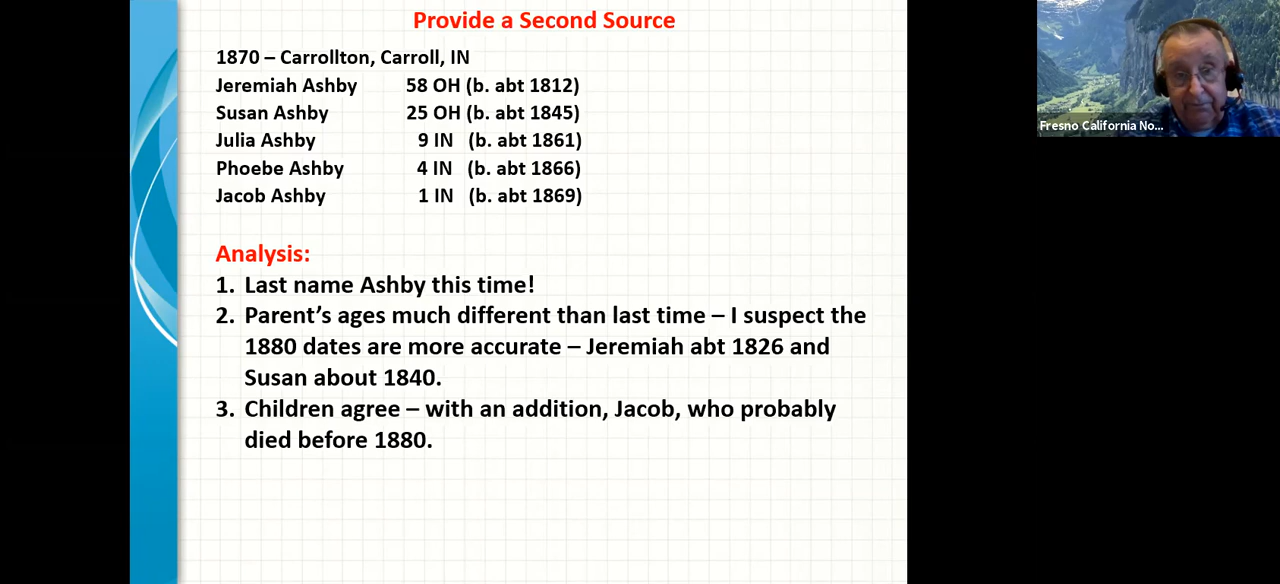 Provide a Second Source
1870 – Carrollton, Carroll, IN
Jeremiah Ashby 58 OH (b. abt 1812)
Susan Ashby 25 OH (b. abt 1845)
Julia Ashby 9 IN (b. abt 1861)
Phoebe Ashby 4 IN (b. abt 1866)
Jacob Ashby 1 IN (b. abt 1869)
Analysis:
1. Last name Ashby this time!
2. Parent’s ages much different than last time – I suspect the
1880 dates are more accurate – Jeremiah abt 1826 and
Susan about 1840.
3. Children agree – with an addition, Jacob, who probably
died before 1880.
Fresno California No...